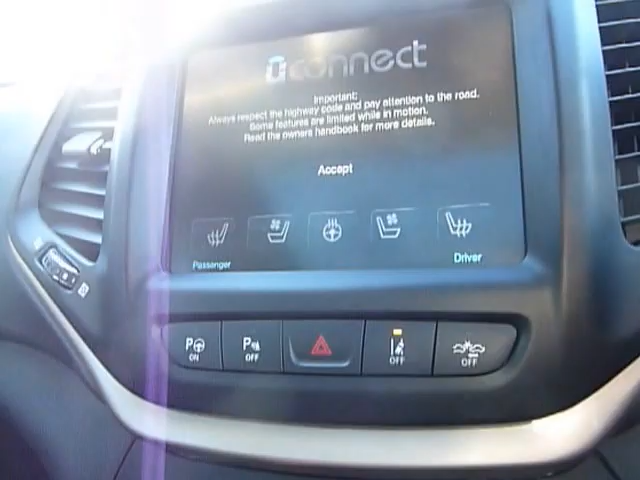 uconnect
Important:
Always respect the highway code and pay attention to the road.
Some features are limited while in motion.
Read the owners handbook for more details.
Accept
Passenger
Driver
P ON
P OFF
OFF
OFF